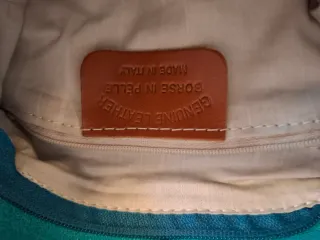 GENUINE LEATHER
BORSE IN PELLE
MADE IN ITALY